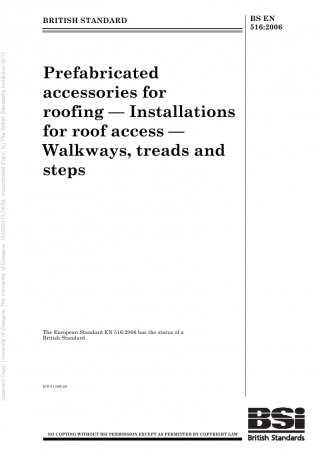 BRITISH STANDARD
BS EN
516:2006
Prefabricated
accessories for
roofing — Installations
for roof access —
Walkways, treads and
steps
The European Standard EN 516:2006 has the status of a
British Standard
ICS 91.060.20
NO COPYING WITHOUT BSI PERMISSION EXCEPT AS PERMITTED BY COPYRIGHT LAW
BSi
British Standards
Licensed Copy: University of Glasgow, The University of Glasgow, 14/03/2013 04:59, Uncontrolled Copy, (c) The British Standards Institution 2013